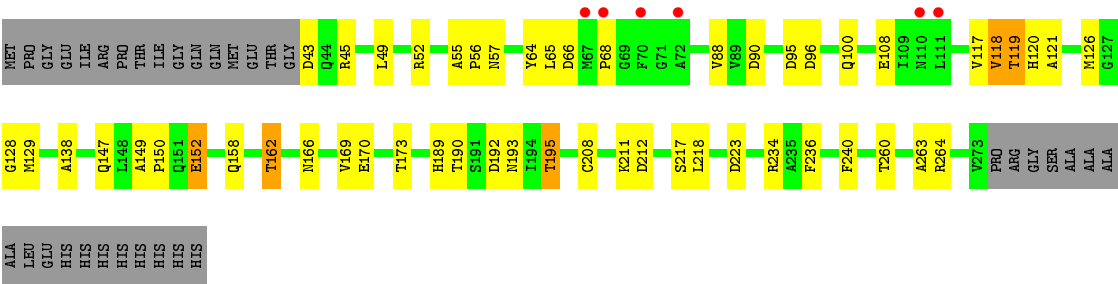 MET PRO GLY GLU ILE ARG PRO THR ILE GLY GLN GLN MET GLU THR GLY D43 Q44 R45 L49 R52 A55 P56 N57 Y64 L65 D66 M67 P68 G69 F70 G71 A72 V88 V89 D90 D95 D96 Q100 E108 I109 N110 L111 V117 V118 T119 H120 A121 M126 G127
G128 M129 A138 Q147 L148 A149 P150 Q151 E152 Q158 T162 N166 V169 E170 T173 H189 T190 S191 D192 N193 I194 T195 C208 K211 D212 S217 L218 D223 R234 A235 F236 F240 T260 A263 R264 V273 PRO ARG GLY SER ALA ALA ALA
ALA LEU GLU HIS HIS HIS HIS HIS HIS HIS HIS